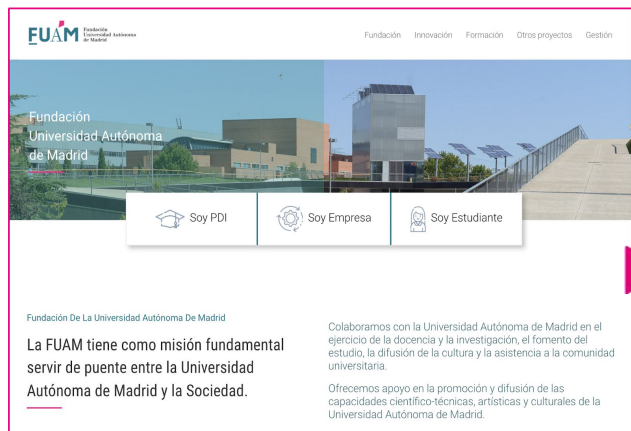 FUAM
Fundación
Universidad Autónoma
de Madrid
Fundación Innovación Formación Otros proyectos Gestión
Fundación
Universidad Autónoma
de Madrid
Soy PDI Soy Empresa Soy Estudiante
Fundación De La Universidad Autónoma De Madrid
La FUAM tiene como misión fundamental
servir de puente entre la Universidad
Autónoma de Madrid y la Sociedad.
Colaboramos con la Universidad Autónoma de Madrid en el
ejercicio de la docencia y la investigación, el fomento del
estudio, la difusión de la cultura y la asistencia a la comunidad
universitaria.
Ofrecemos apoyo en la promoción y difusión de las
capacidades científico-técnicas, artísticas y culturales de la
Universidad Autónoma de Madrid.